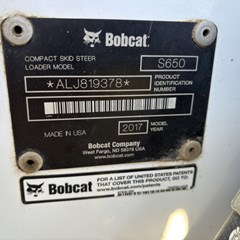 Bobcat
COMPACT SKID STEER
LOADER MODEL
S650
*ALJ819378*
PRODUCT
IDENTIFICATION
NUMBER
MADE IN USA
2017
MODEL
YEAR
Bobcat Company
West Fargo, ND 58078 USA
www.bobcat.com
Bobcat
FOR A LIST OF UNITED STATES PATENTS
THAT COVER THIS PRODUCT, GO TO:
www.bobcat.com/patents